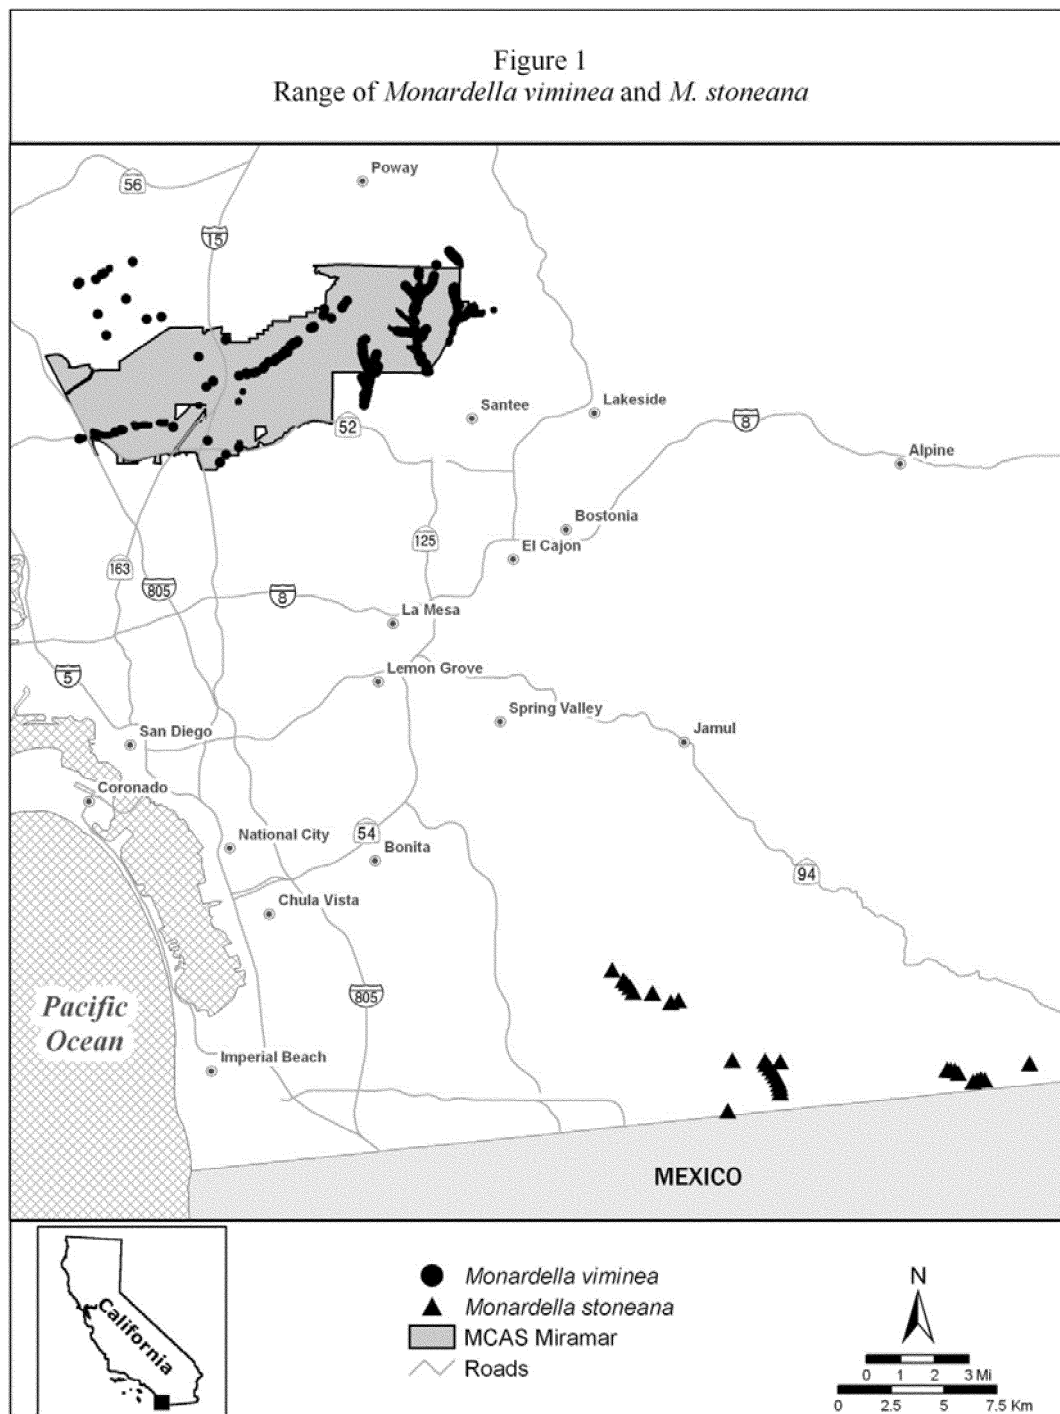 Figure 1
Range of Monardella viminea and M. stoneana
Poway
56
15
Santee
Lakeside
52
8
Alpine
Bostonia
125
El Cajon
163
805
8
La Mesa
5
Lemon Grove
Spring Valley
San Diego
Jamul
Coronado
National City
54
Bonita
94
Chula Vista
805
Pacific
Ocean
Imperial Beach
MEXICO
California
Monardella viminea
Monardella stoneana
MCAS Miramar
Roads
N
0 1 2 3 Mi
0 2.5 5 7.5 Km